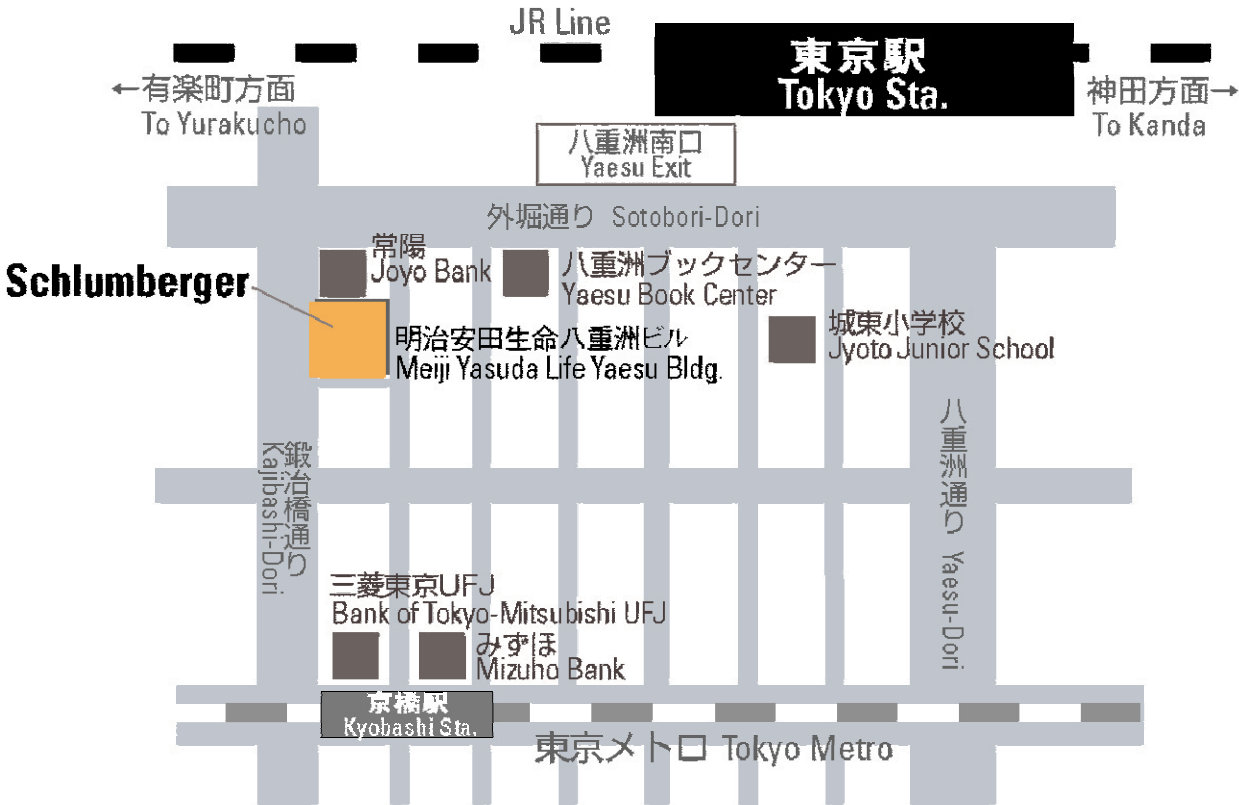 JR Line
東京駅
Tokyo Sta.
←有楽町方面
To Yurakucho
神田方面→
To Kanda
八重洲南口
Yaesu Exit
外堀通り Sotobori-Dori
常陽
Joyo Bank
八重洲ブックセンター
Yaesu Book Center
Schlumberger
明治安田生命八重洲ビル
Meiji Yasuda Life Yaesu Bldg.
城東小学校
Jyoto Junior School
鍛冶橋通り
Kajibashi-Dori
八重洲通り Yaesu-Dori
三菱東京UFJ
Bank of Tokyo-Mitsubishi UFJ
みずほ
Mizuho Bank
京橋駅
Kyobashi Sta.
東京メトロ Tokyo Metro